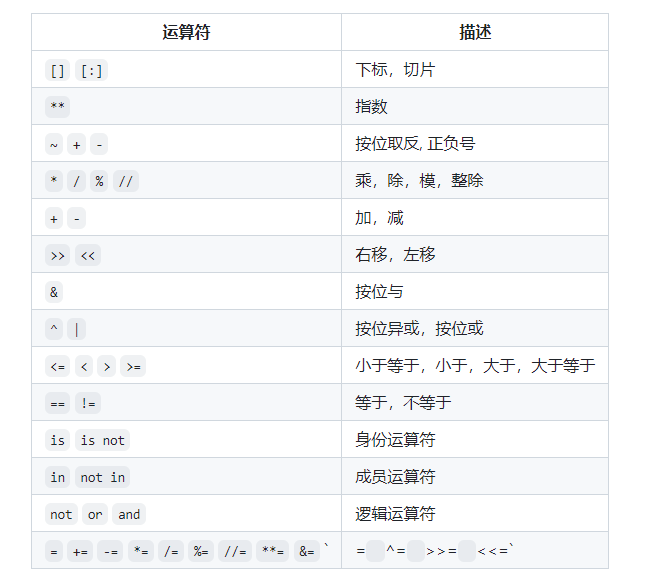 运算符 描述
[] [:] 下标，切片
** 指数
~ + - 按位取反, 正负号
* / % // 乘，除，模，整除
+ - 加，减
>> << 右移，左移
& 按位与
^ | 按位异或，按位或
<= < > >= 小于等于，小于，大于，大于等于
== != 等于，不等于
is is not 身份运算符
in not in 成员运算符
not or and 逻辑运算符
= += -= *= /= %= //= **= &= ` = ^= >>= <<=`